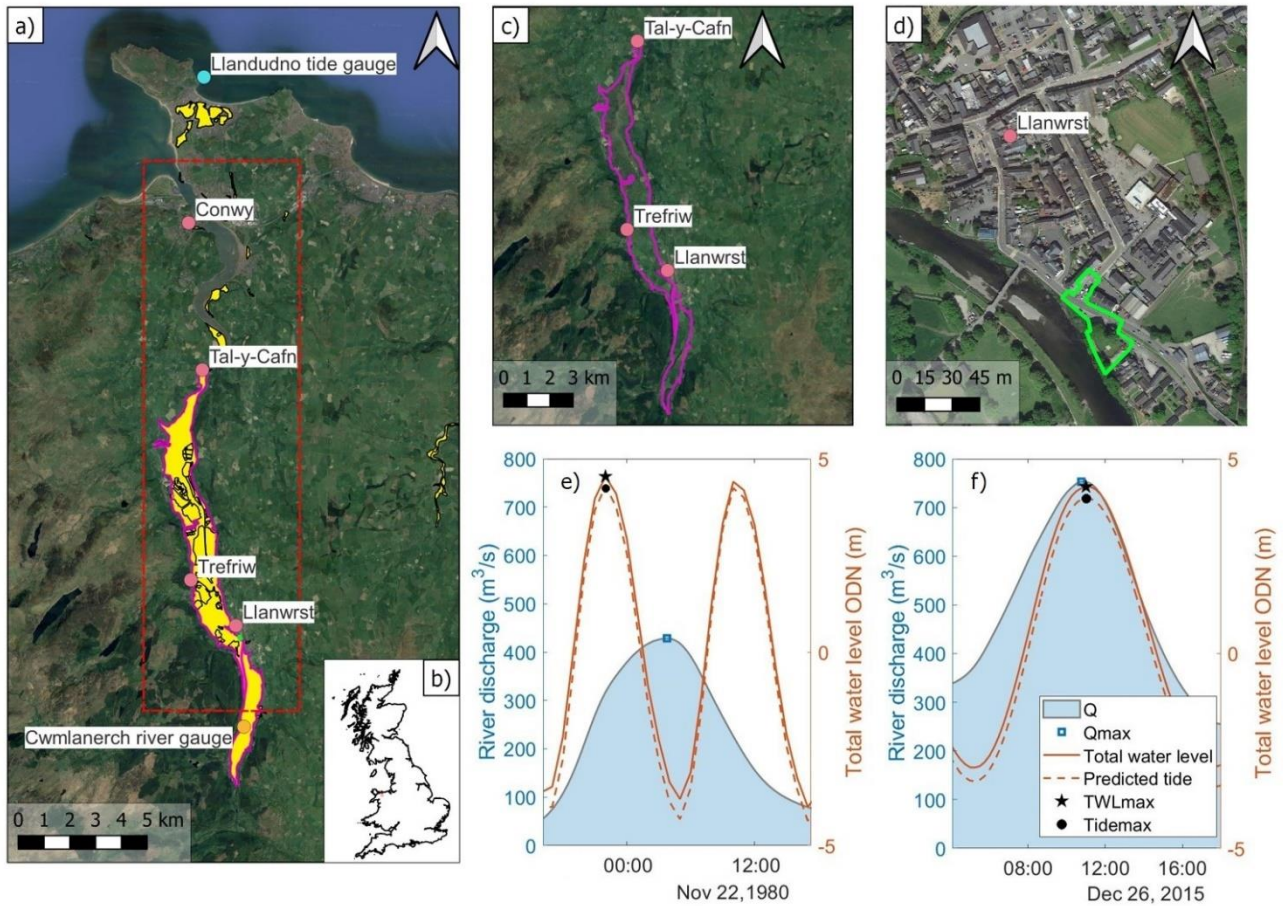 a)
Llandudno tide gauge
Conwy
Tal-y-Cafn
Trefriw
Llanwrst
Cwmlanerch river gauge
0 1 2 3 4 5 km
b)
c)
Tal-y-Cafn
Trefriw
Llanwrst
0 1 2 3 km
d)
Llanwrst
0 15 30 45 m
e)
River discharge (m³/s)
800
700
600
500
400
300
200
100
0
5
0
-5
Total water level ODN (m)
00:00
12:00
Nov 22,1980
f)
River discharge (m³/s)
800
700
600
500
400
300
200
100
0
5
0
-5
Total water level ODN (m)
Q
Qmax
Total water level
Predicted tide
TWLmax
Tidemax
08:00
12:00
16:00
Dec 26, 2015